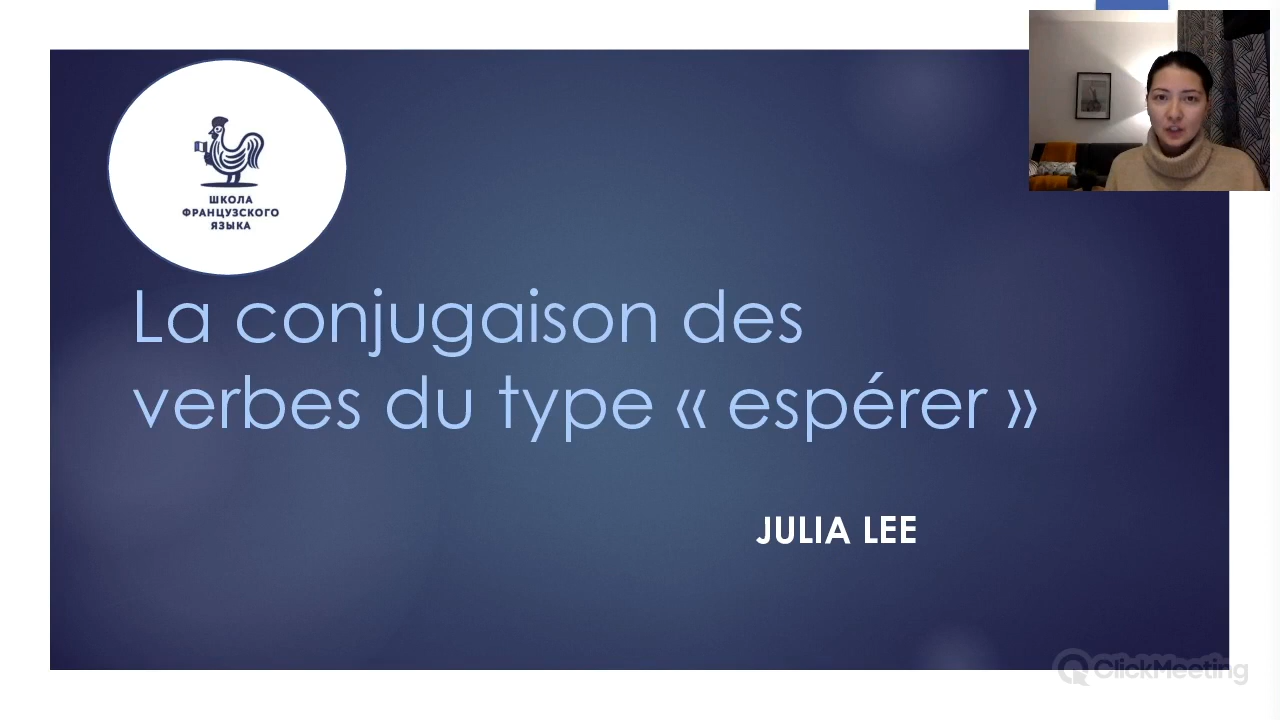 ШКОЛА
ФРАНЦУЗСКОГО
ЯЗЫКА
La conjugaison des
verbes du type « espérer »
JULIA LEE
ClickMeeting